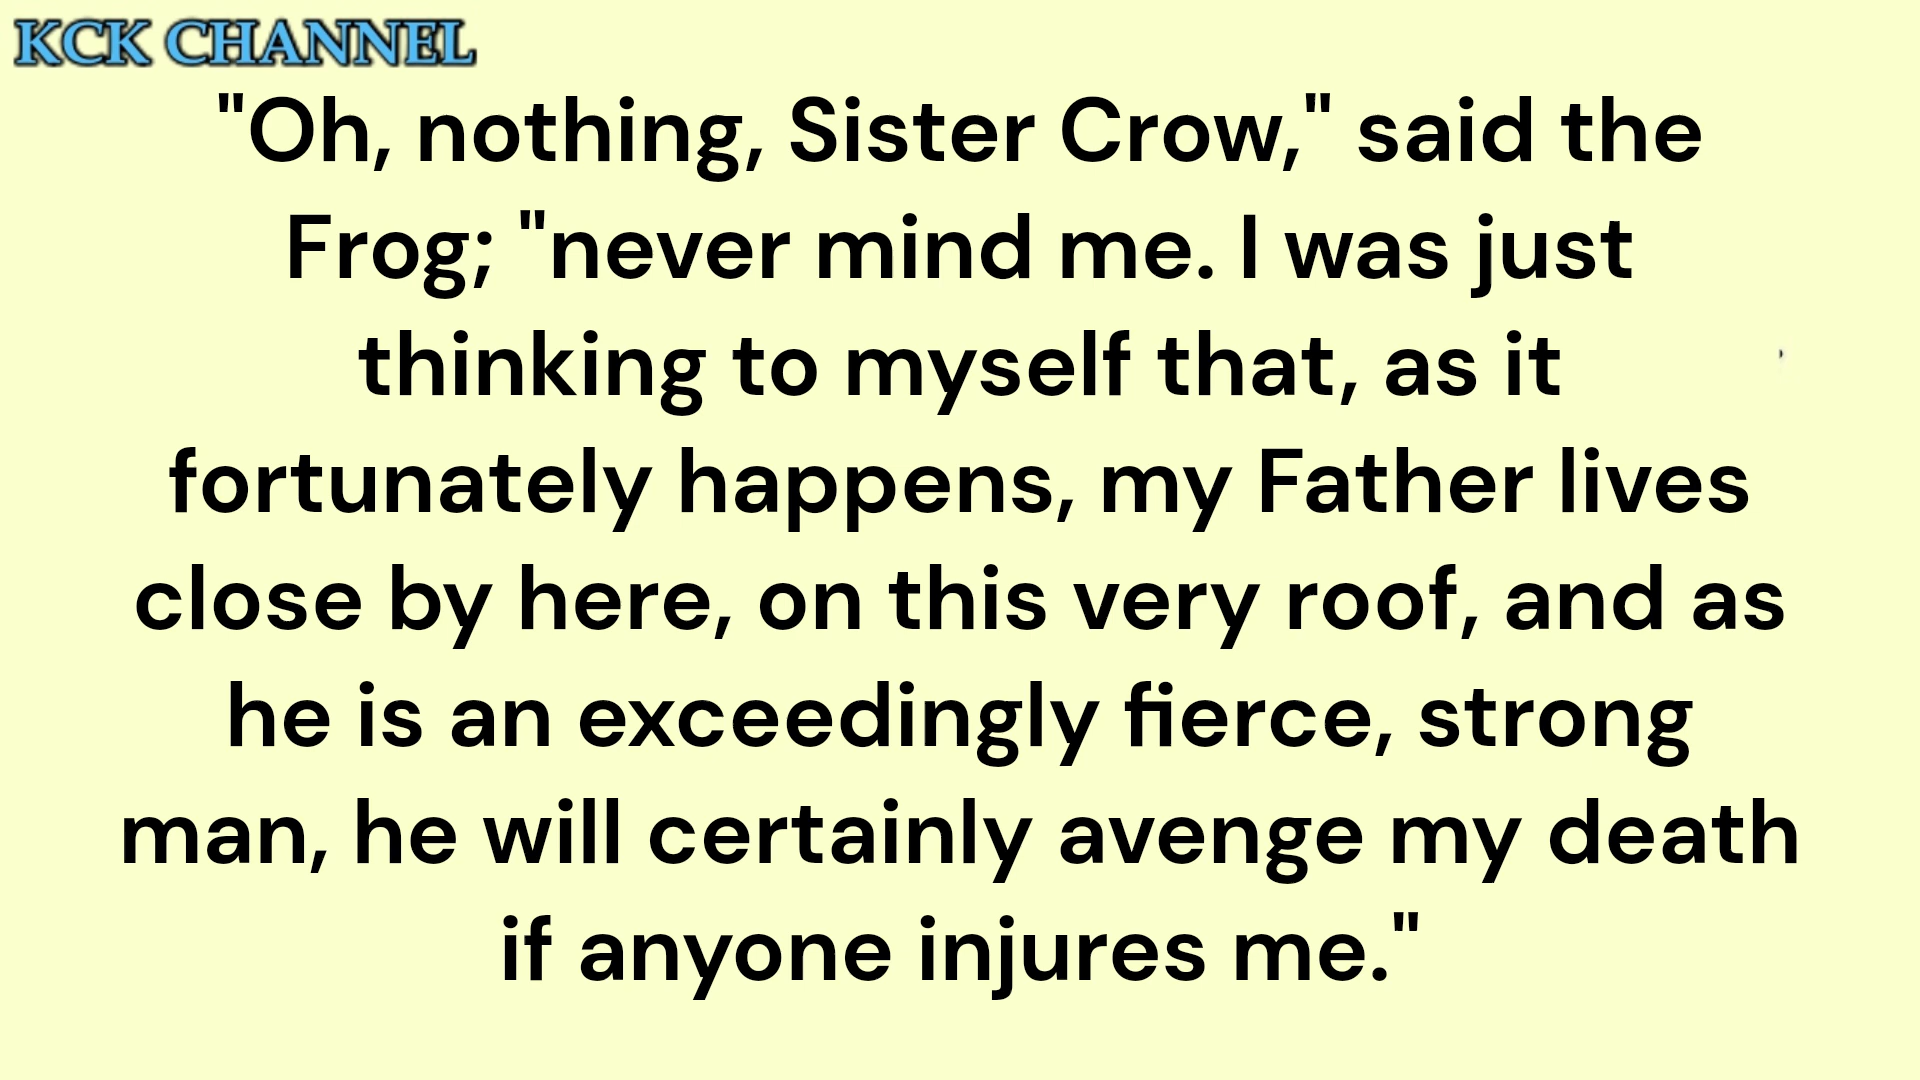 KCK CHANNEL
"Oh, nothing, Sister Crow," said the
Frog; "never mind me. I was just
thinking to myself that, as it
fortunately happens, my Father lives
close by here, on this very roof, and as
he is an exceedingly fierce, strong
man, he will certainly avenge my death
if anyone injures me."